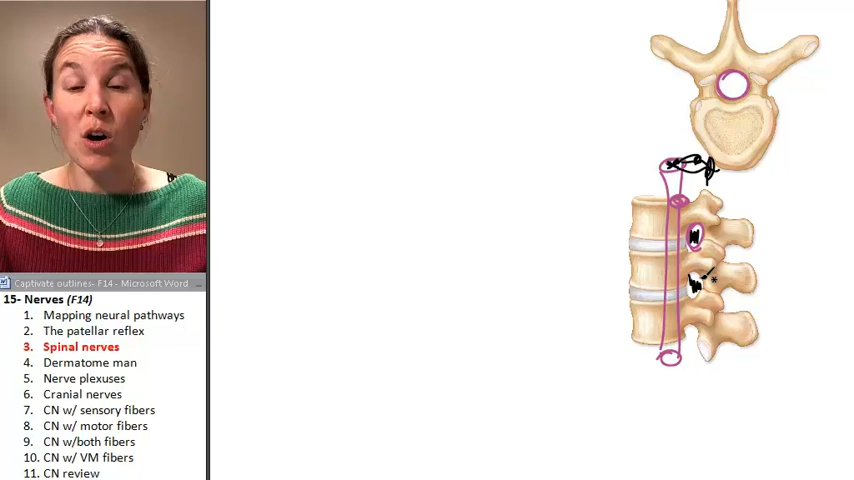 Captivate outlines- F14 - Microsoft Word
15- Nerves (F14)
1. Mapping neural pathways
2. The patellar reflex
3. Spinal nerves
4. Dermatome man
5. Nerve plexuses
6. Cranial nerves
7. CN w/ sensory fibers
8. CN w/ motor fibers
9. CN w/both fibers
10. CN w/ VM fibers
11. CN review